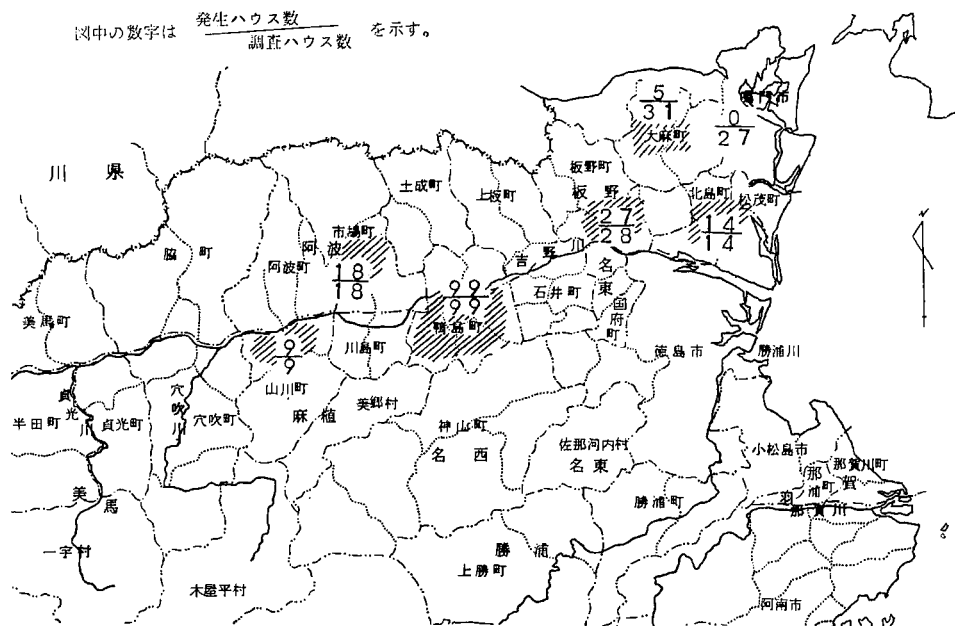 図中の数字は 発生ハウス数 / 調査ハウス数 を示す。
5
31
鳴門市
大麻町
0
27
川県
板野町
土成町
上板町
板野
北島町
松茂町
27
28
14
14
市場町
阿波
脇町
阿波町
18
18
吉野川
名東
石井町
国府町
99
99
鴨島町
美馬町
9
9
川島町
徳島市
勝浦川
山川町
美郷村
麻植
半田町
貞光川
貞光町
穴吹川
穴吹町
神山町
名西
佐那河内村
名東
小松島市
那賀川町
那賀
羽浦町
那賀川
勝浦町
美馬
一宇村
勝浦
上勝町
木屋平村
阿南市
N